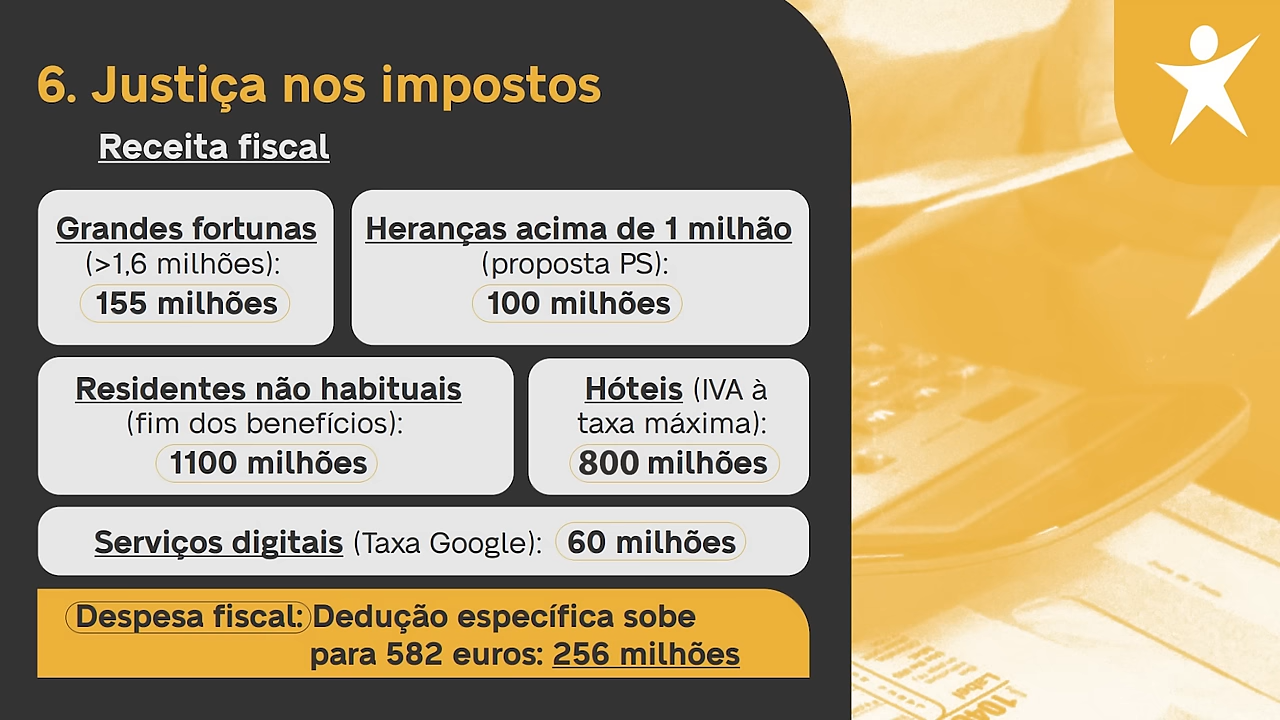 6. Justiça nos impostos
Receita fiscal
Grandes fortunas
(>1,6 milhões):
155 milhões
Heranças acima de 1 milhão
(proposta PS):
100 milhões
Residentes não habituais
(fim dos benefícios):
1100 milhões
Hóteis (IVA à
taxa máxima):
800 milhões
Serviços digitais (Taxa Google): 60 milhões
Despesa fiscal: Dedução específica sobe
para 582 euros: 256 milhões
Label